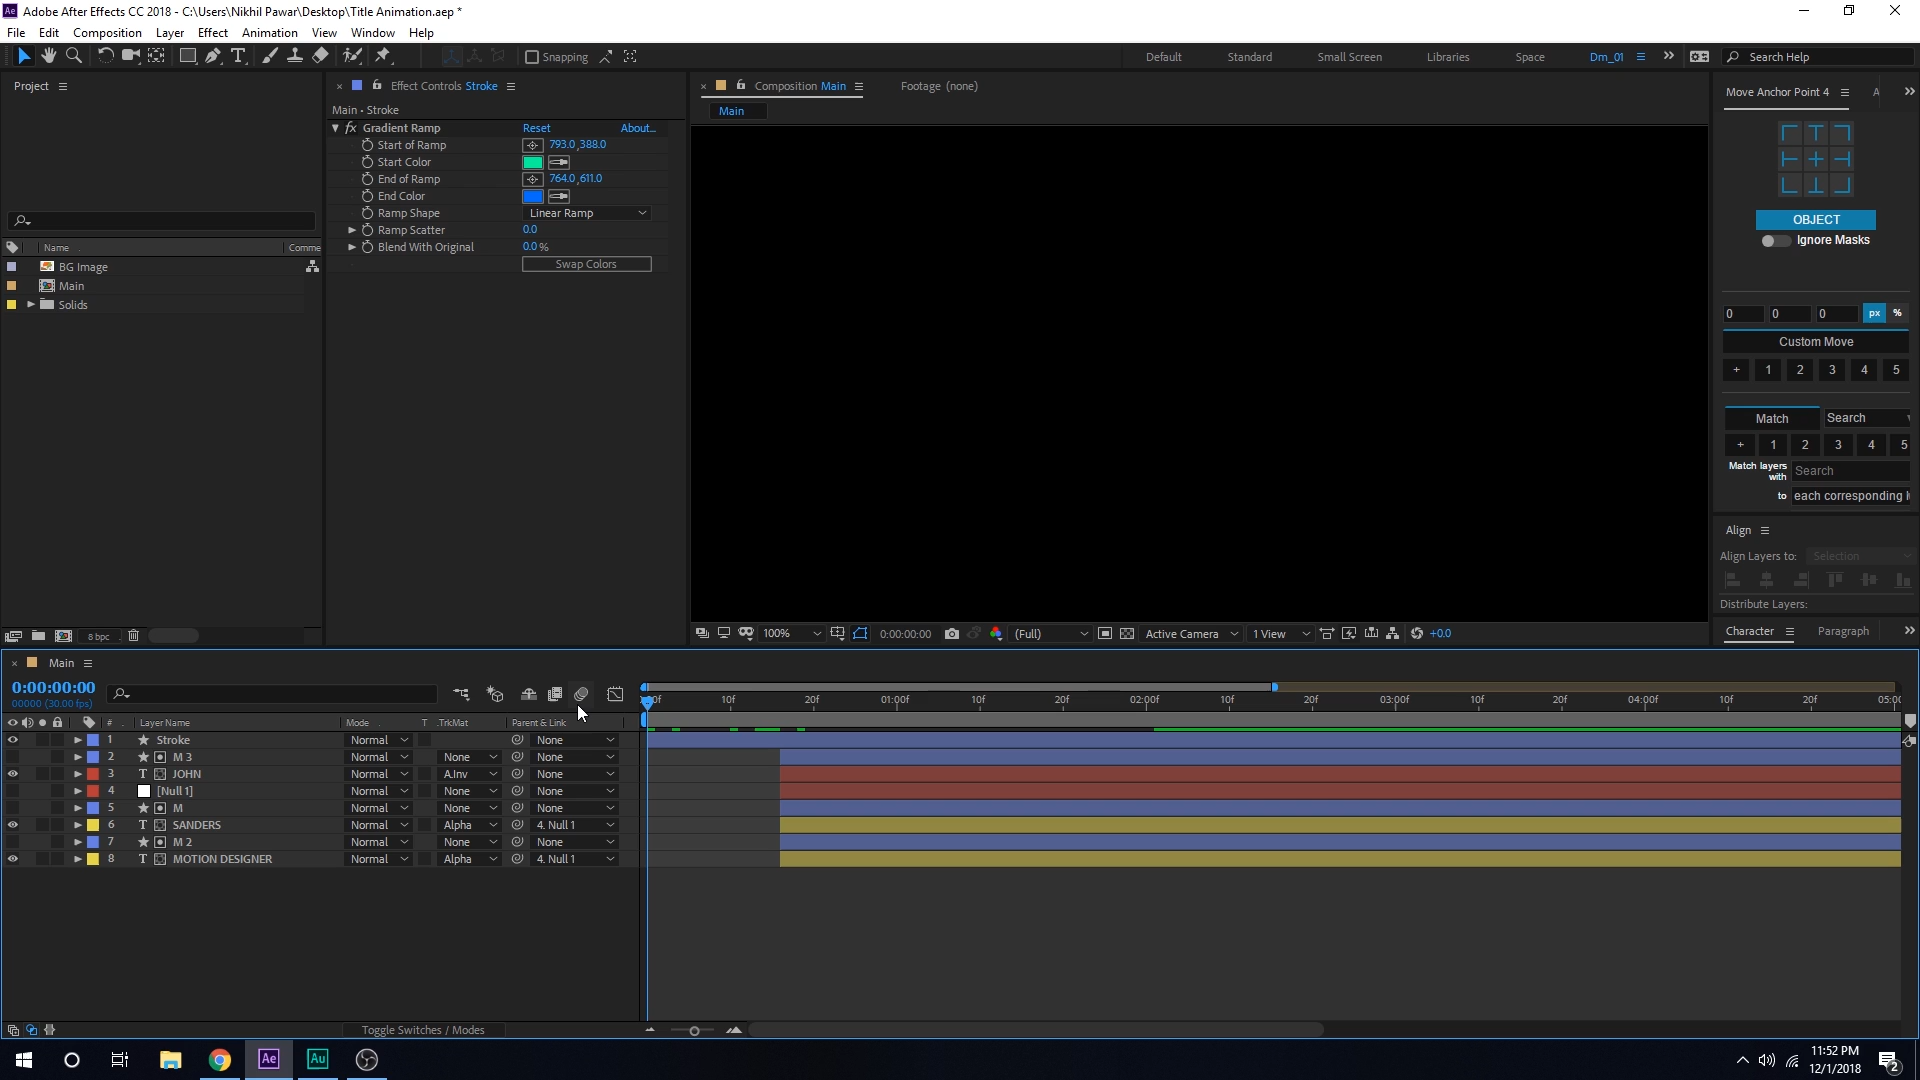 Adobe After Effects CC 2018 - C:\Users\Nikhil Pawar\Desktop\Title Animation.aep *
File Edit Composition Layer Effect Animation View Window Help
Snapping Default Standard Small Screen Libraries Space Dm_01 Search Help
Project
Effect Controls Stroke
Composition Main
Footage (none)
Move Anchor Point 4
Main • Stroke
Main
Gradient Ramp Reset About...
Start of Ramp 793.0,388.0
Start Color
End of Ramp 764.0,611.0
End Color
Ramp Shape Linear Ramp
Ramp Scatter 0.0
Blend With Original 0.0 %
Swap Colors
Name Comme
BG Image
Main
Solids
8 bpc
OBJECT
Ignore Masks
0 0 0 px %
Custom Move
+ 1 2 3 4 5
Match Search
+ 1 2 3 4 5
Match layers with Search
to each corresponding
Align
Align Layers to: Selection
Distribute Layers:
Character Paragraph
100% 0:00:00:00 (Full) Active Camera 1 View +0.0
Main
0:00:00:00
00000 (30.00 fps)
10f 20f 01:00f 10f 20f 02:00f 10f 20f 03:00f 10f 20f 04:00f 10f 20f
# Layer Name Mode T .TrkMat Parent & Link
1 Stroke Normal None
2 M 3 Normal None None
3 JOHN Normal A.Inv None
4 [Null 1] Normal None None
5 M Normal None None
6 SANDERS Normal Alpha 4. Null 1
7 M 2 Normal None None
8 MOTION DESIGNER Normal Alpha 4. Null 1
Toggle Switches / Modes
Ae Au
11:52 PM
12/1/2018
2